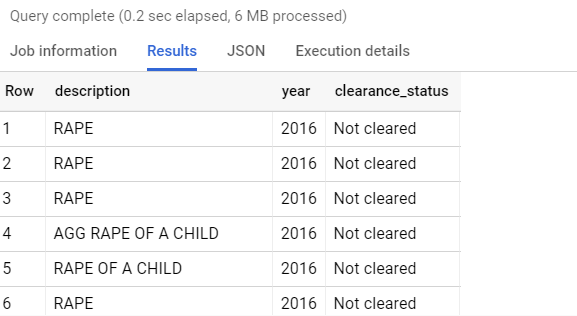 Query complete (0.2 sec elapsed, 6 MB processed)
Job information Results JSON Execution details
Row description year clearance_status
1 RAPE 2016 Not cleared
2 RAPE 2016 Not cleared
3 RAPE 2016 Not cleared
4 AGG RAPE OF A CHILD 2016 Not cleared
5 RAPE OF A CHILD 2016 Not cleared
6 RAPE 2016 Not cleared